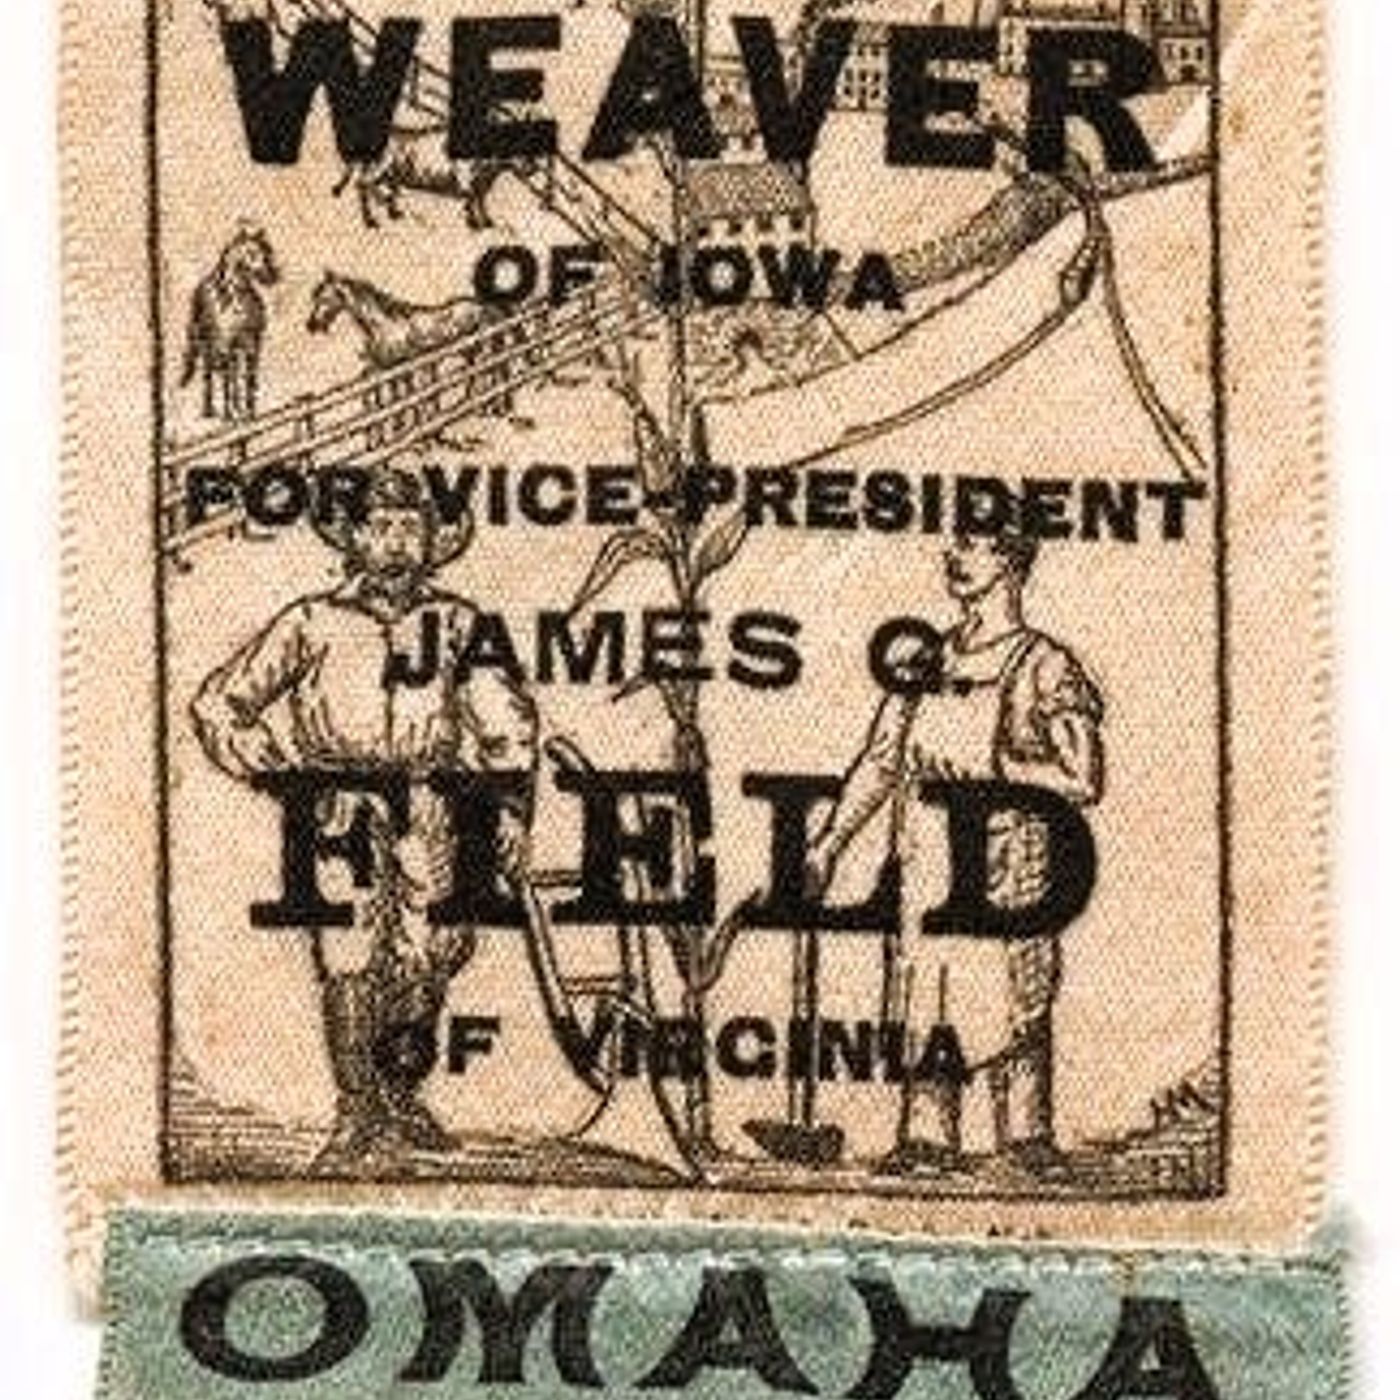 WEAVER
OF IOWA
FOR VICE-PRESIDENT
JAMES G.
FIELD
OF VIRGINIA
OMAHA